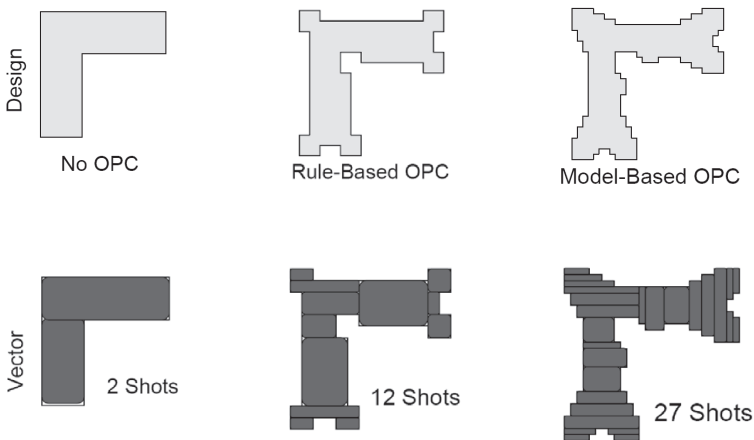 Design
No OPC
Rule-Based OPC
Model-Based OPC
Vector
2 Shots
12 Shots
27 Shots